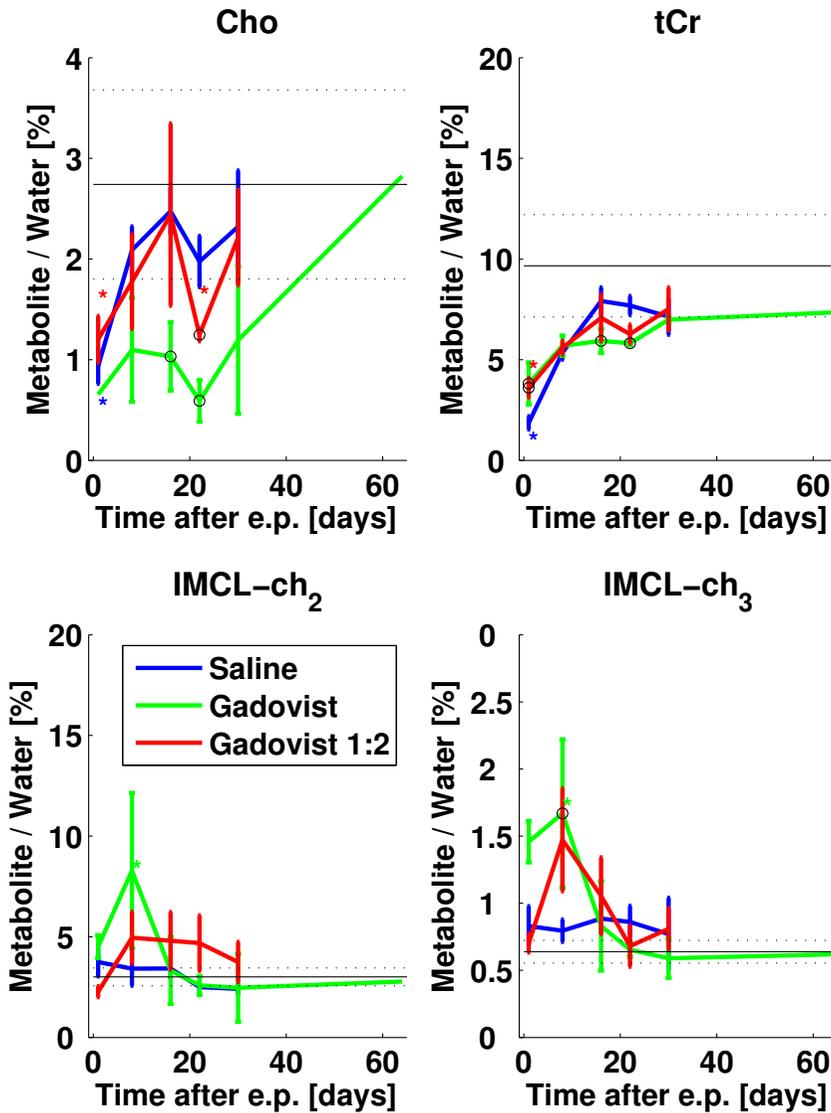 Cho
tCr
4
3
2
1
0
Metabolite / Water [%]
0 20 40 60
Time after e.p. [days]
20
15
10
5
0
Metabolite / Water [%]
0 20 40 60
Time after e.p. [days]
*
*
*
*
*
IMCL–ch2
IMCL–ch3
20
15
10
5
0
Metabolite / Water [%]
Saline
Gadovist
Gadovist 1:2
*
0 20 40 60
Time after e.p. [days]
0
2.5
2
1.5
1
0.5
0
Metabolite / Water [%]
*
0 20 40 60
Time after e.p. [days]